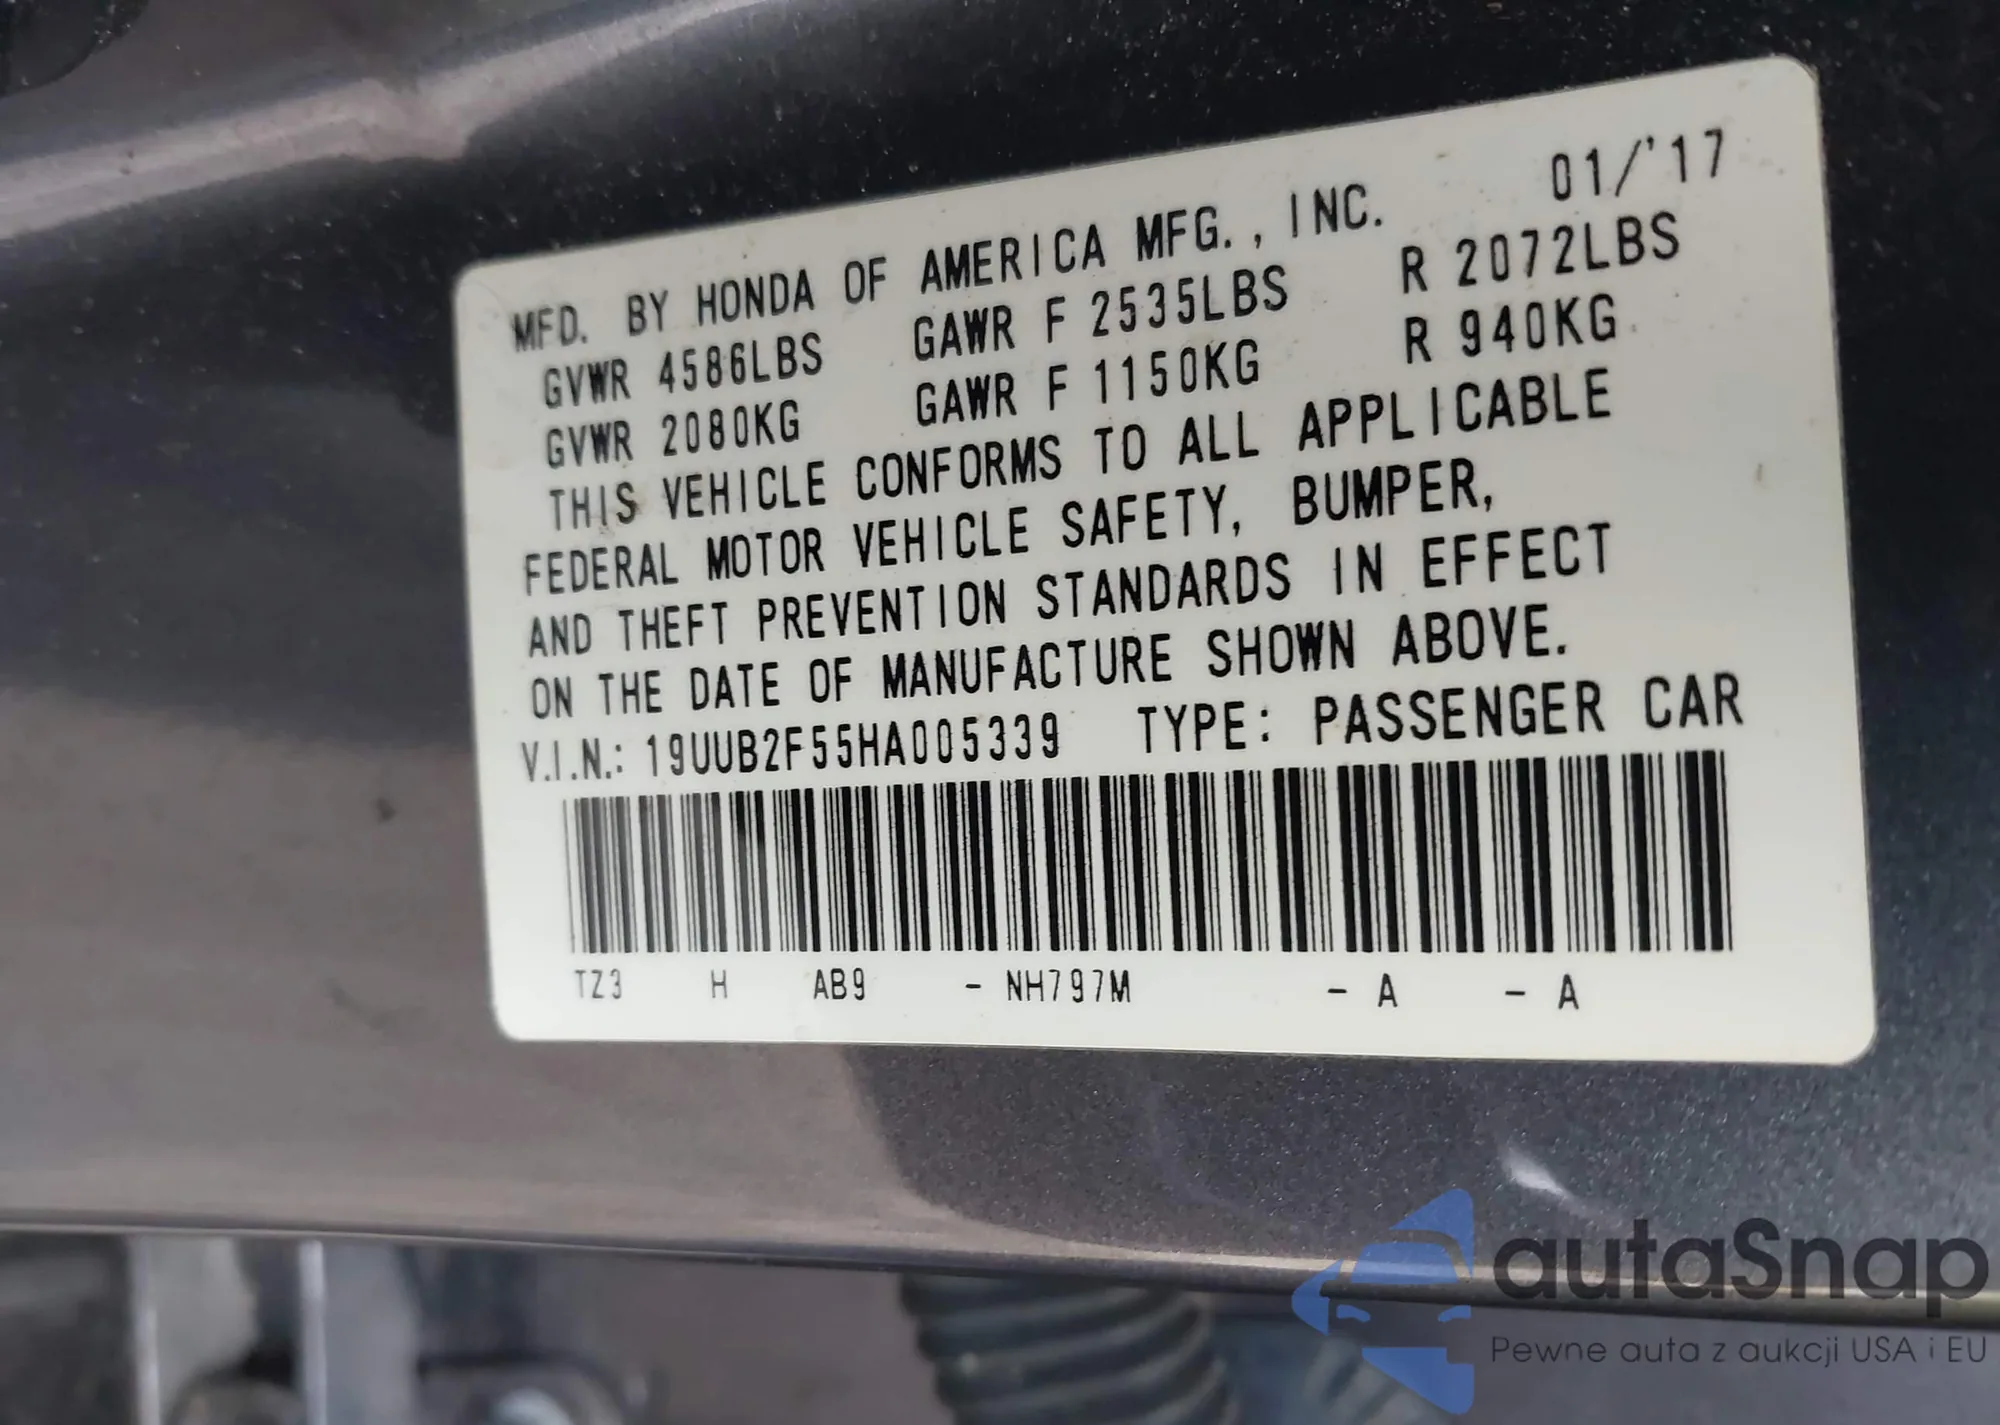 01/'17
MFD. BY HONDA OF AMERICA MFG., INC.
GVWR 4586LBS GAWR F 2535LBS R 2072LBS
GVWR 2080KG GAWR F 1150KG R 940KG
THIS VEHICLE CONFORMS TO ALL APPLICABLE
FEDERAL MOTOR VEHICLE SAFETY, BUMPER,
AND THEFT PREVENTION STANDARDS IN EFFECT
ON THE DATE OF MANUFACTURE SHOWN ABOVE.
V.I.N.: 19UUB2F55HA005339 TYPE: PASSENGER CAR
TZ3 H AB9 - NH797M - A - A
autaSnap
Pewne auta z aukcji USA i EU